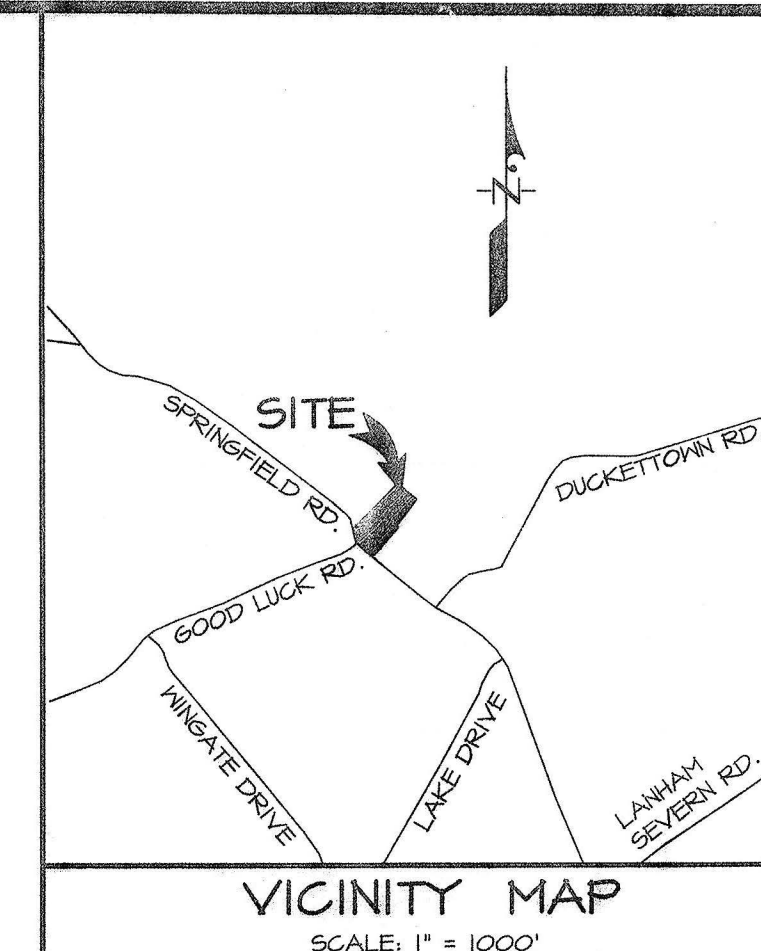 N
SITE
SPRINGFIELD RD.
DUCKETTOWN RD
GOOD LUCK RD.
WINGATE DRIVE
LAKE DRIVE
LANHAM
SEVERN RD.
VICINITY MAP
SCALE: 1" = 1000'